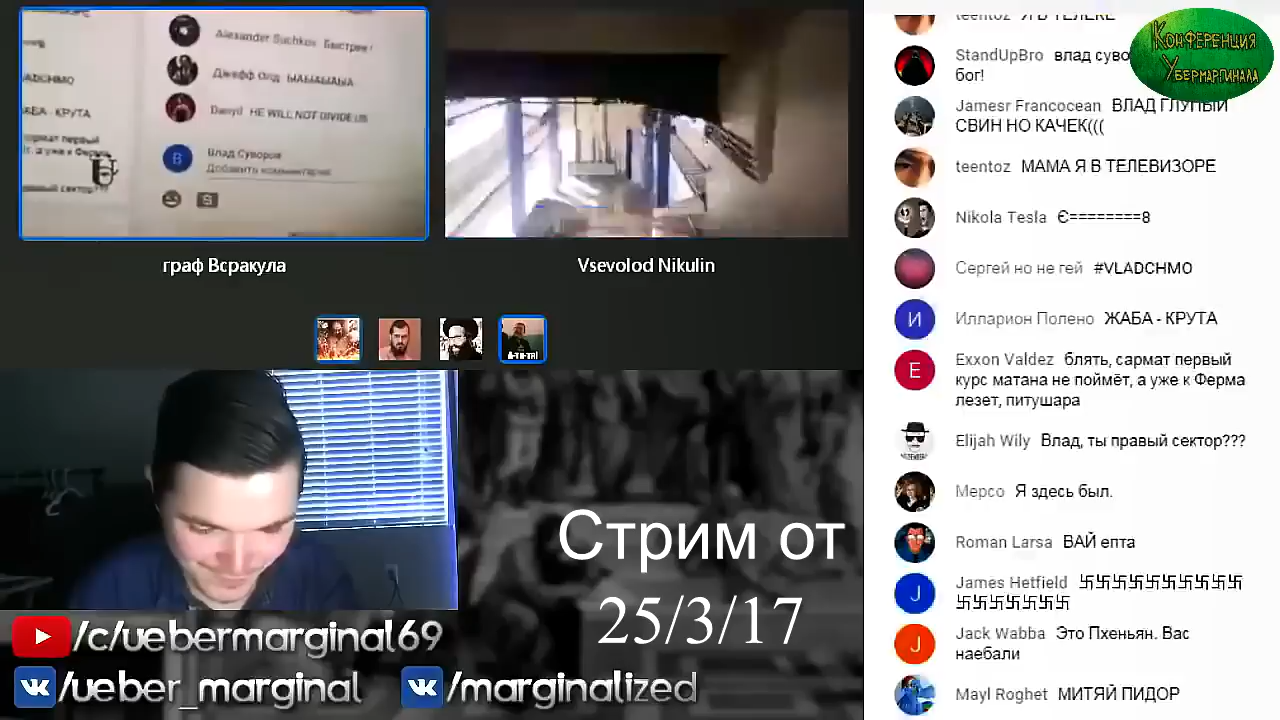 Alexander Suchkov Быстрее!
Джефф Олд ЫАЫАЫАЫА
Danyil HE WILL NOT DIVIDE US
Влад Суворов
Добавить комментарий
граф Всракула
Vsevolod Nikulin
А-ТА-ТА!
Стрим от
25/3/17
/c/uebermarginal69
/ueber_marginal
/marginalized
Конференция
Убермаргинала
teentoz Я В ТЕЛЕКЕ
StandUpBro влад суво
бог!
Jamesr Francocean ВЛАД ГЛУПЫЙ
СВИН НО КАЧЕК(((
teentoz МАМА Я В ТЕЛЕВИЗОРЕ
Nikola Tesla Є========8
Сергей но не гей #VLADCHMO
И Илларион Полено ЖАБА - КРУТА
E Exxon Valdez блять, сармат первый
курс матана не поймёт, а уже к Ферма
лезет, питушара
Elijah Wily Влад, ты правый сектор???
Мерсо Я здесь был.
Roman Larsa ВАЙ епта
J James Hetfield 卐卐卐卐卐卐卐卐卐卐
卐卐卐卐卐卐卐
J Jack Wabba Это Пхеньян. Вас
наебали
Mayl Roghet МИТЯЙ ПИДОР